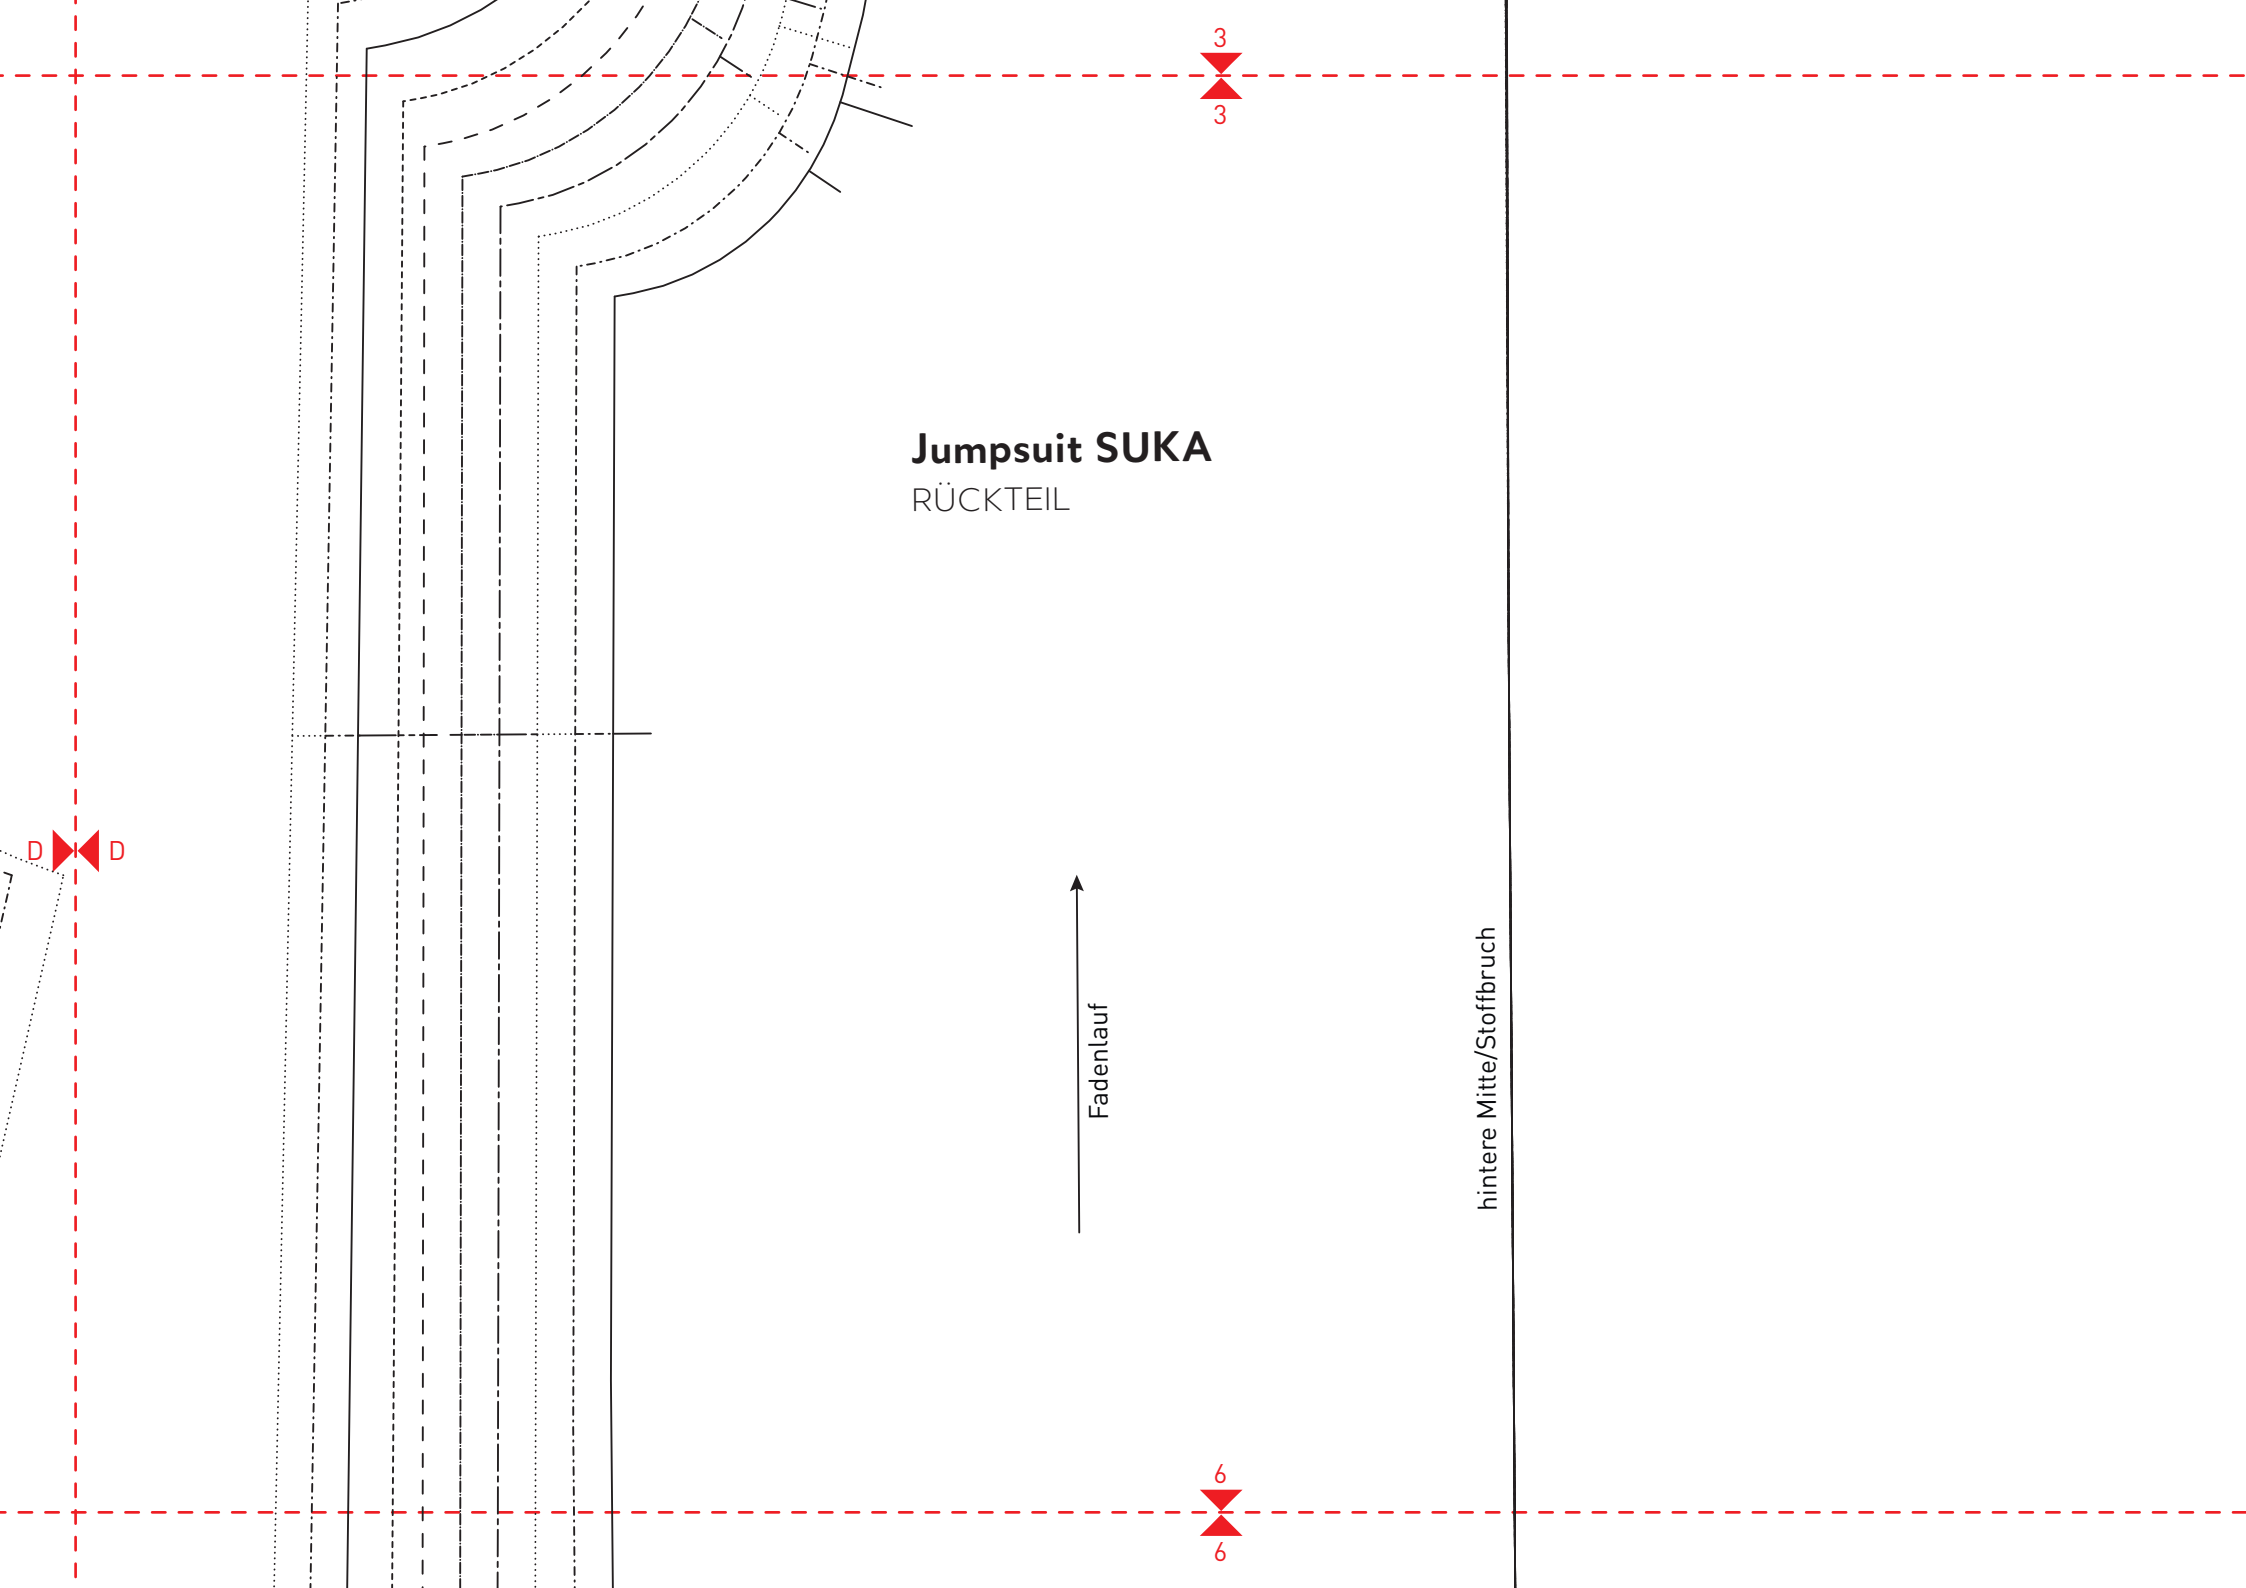 3
3
Jumpsuit SUKA
RÜCKTEIL
D D
Fadenlauf
hintere Mitte/Stoffbruch
6
6